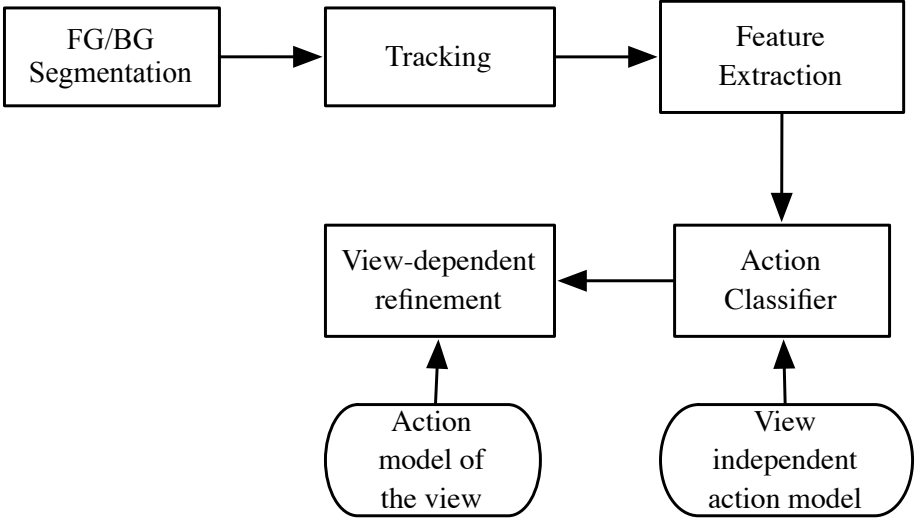 FG/BG
Segmentation
Tracking
Feature
Extraction
View-dependent
refinement
Action
Classifier
Action
model of
the view
View
independent
action model